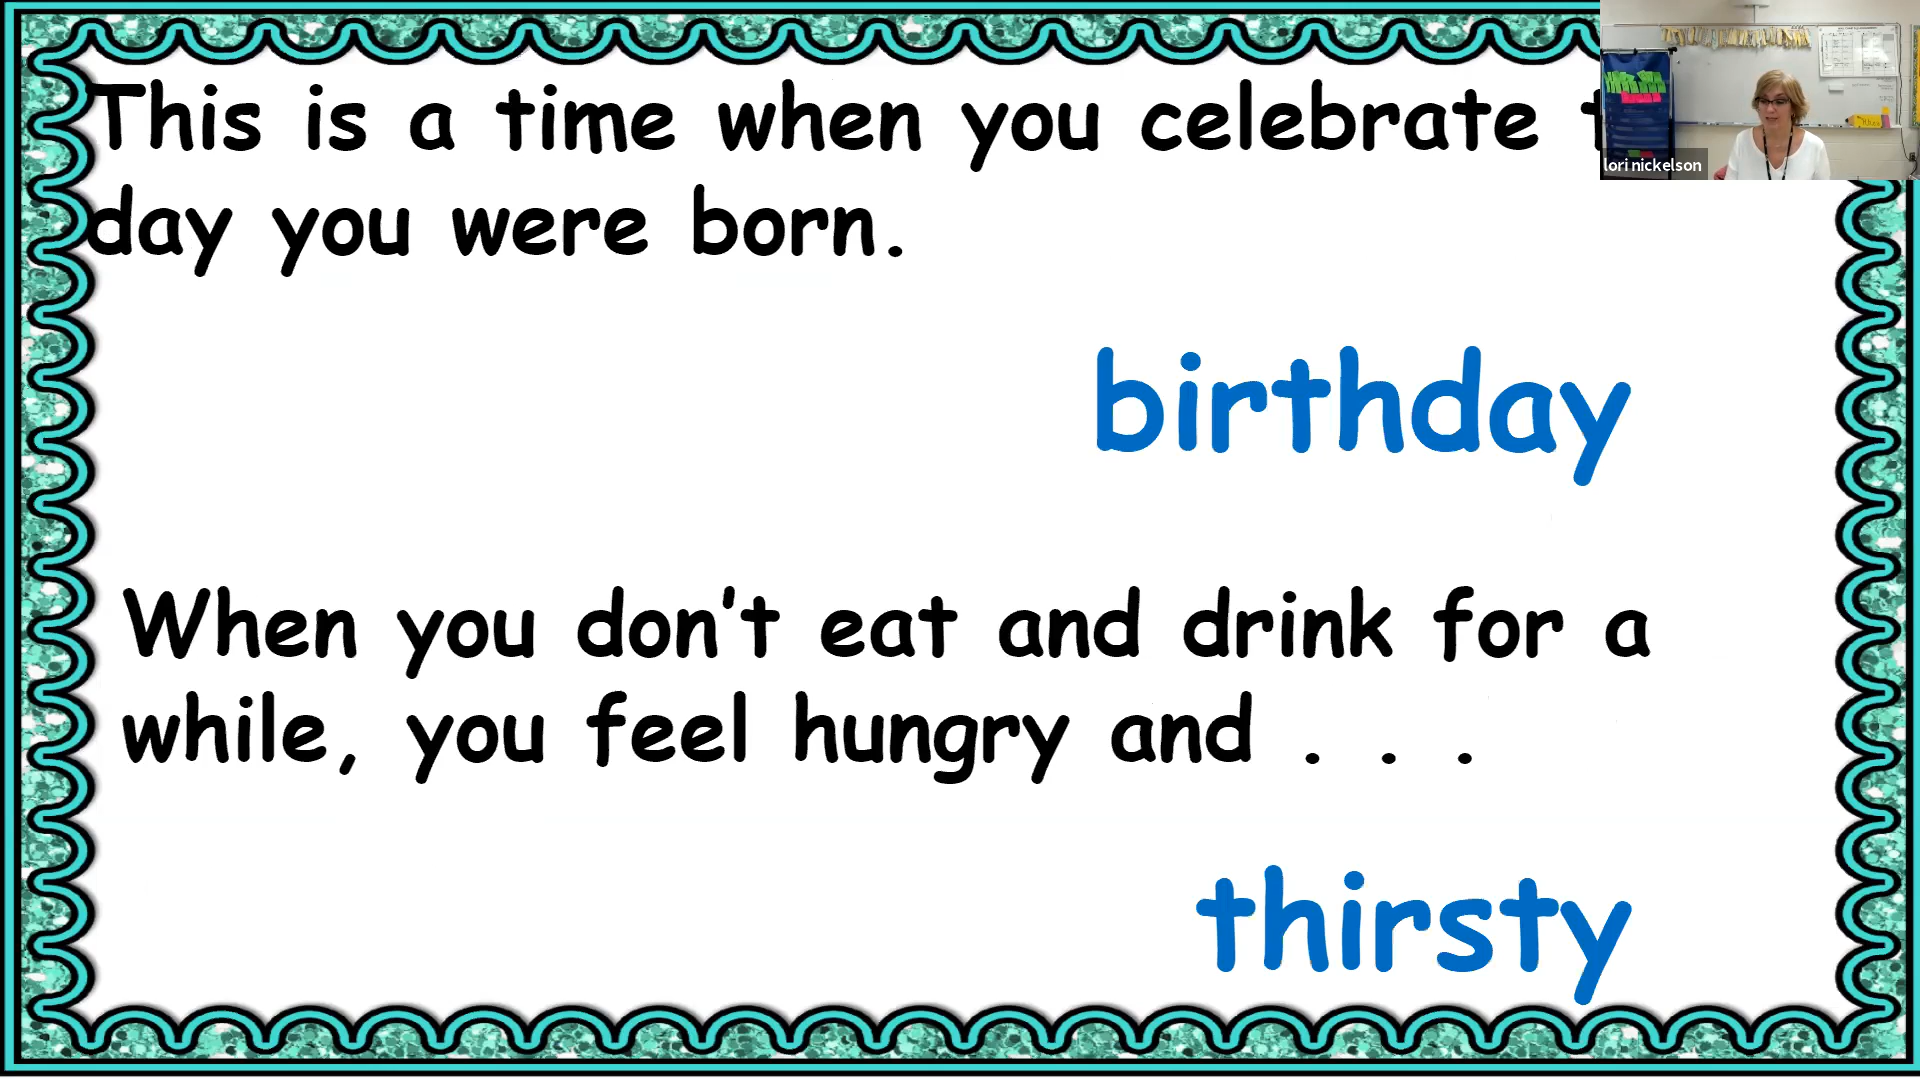 This is a time when you celebrate
day you were born.
birthday
When you don't eat and drink for a
while, you feel hungry and . . .
thirsty
lori nickelson